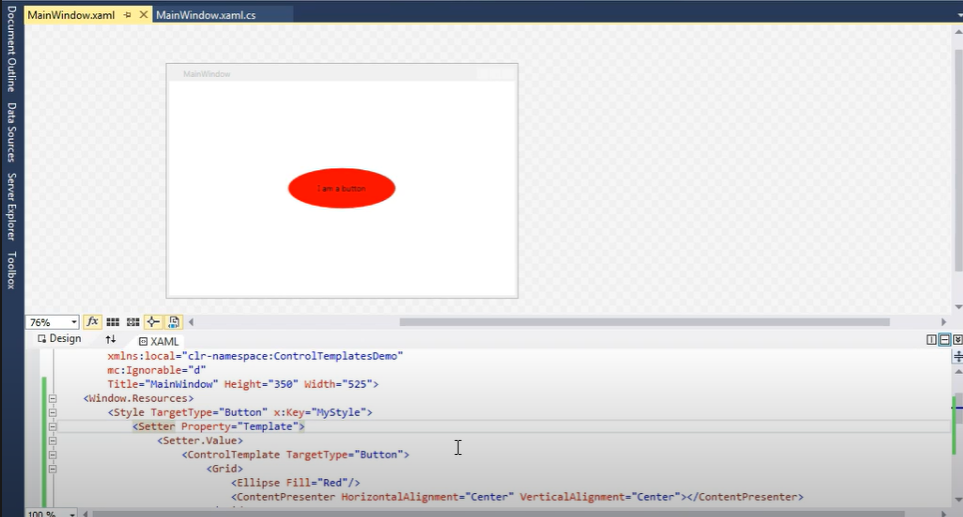 MainWindow.xaml
MainWindow.xaml.cs
Document Outline
Data Sources
Server Explorer
Toolbox
MainWindow
I am a button
76%
fx
Design
XAML
xmlns:local="clr-namespace:ControlTemplatesDemo"
mc:Ignorable="d"
Title="MainWindow" Height="350" Width="525">
<Window.Resources>
<Style TargetType="Button" x:Key="MyStyle">
<Setter Property="Template">
<Setter.Value>
<ControlTemplate TargetType="Button">
<Grid>
<Ellipse Fill="Red"/>
<ContentPresenter HorizontalAlignment="Center" VerticalAlignment="Center"></ContentPresenter>
100 %